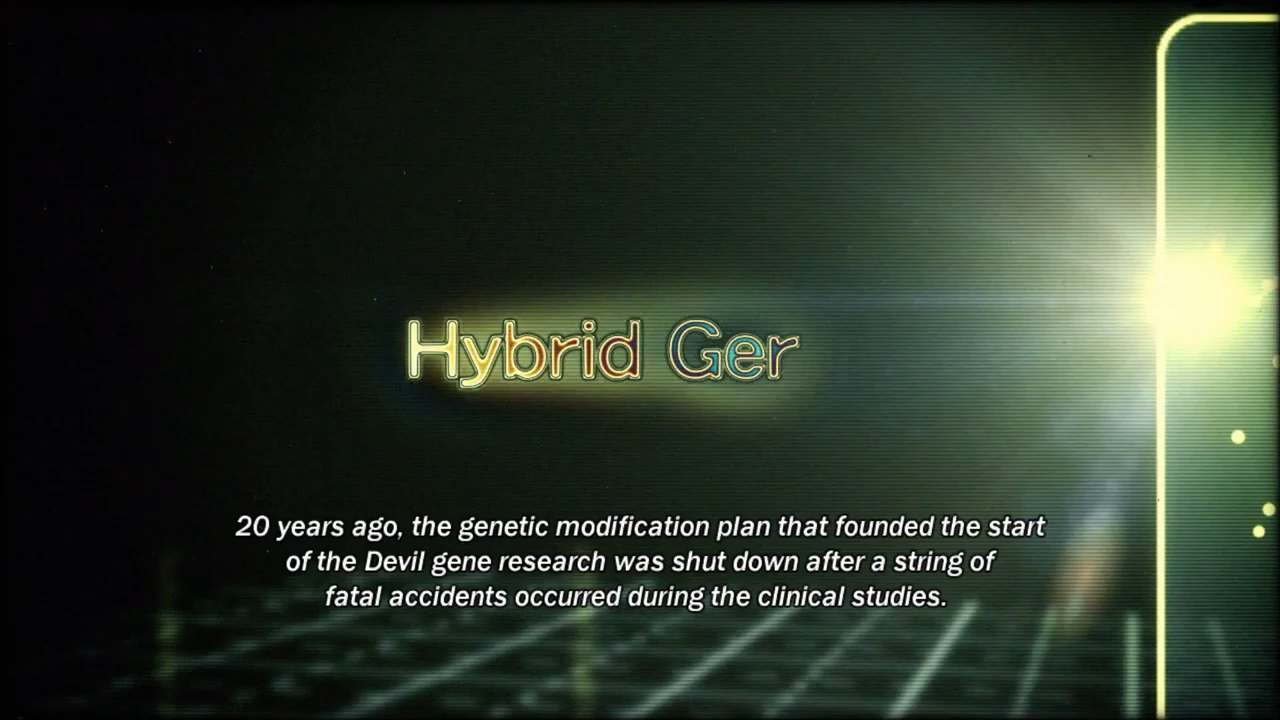 Hybrid Ger
20 years ago, the genetic modification plan that founded the start
of the Devil gene research was shut down after a string of
fatal accidents occurred during the clinical studies.